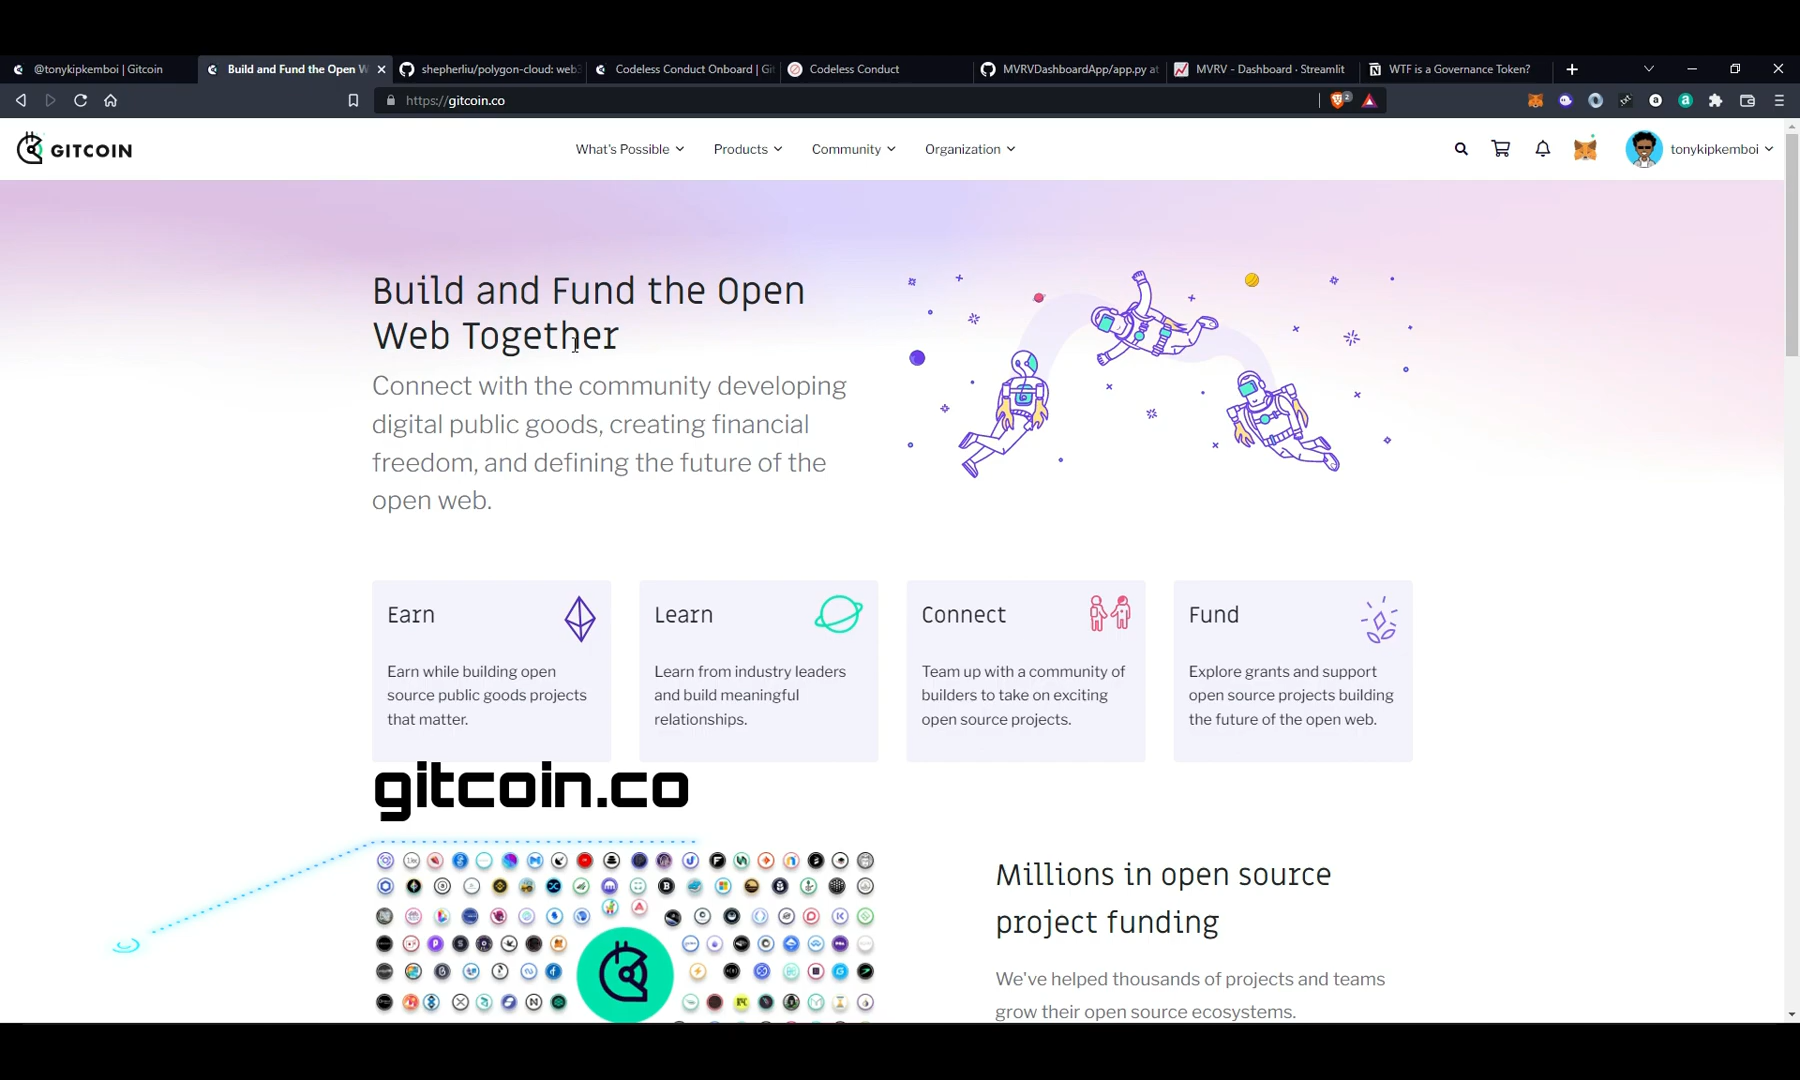 @tonykipkemboi | Gitcoin
Build and Fund the Open W
shepherliu/polygon-cloud: web3
Codeless Conduct Onboard | Git
Codeless Conduct
MVRVDashboardApp/app.py at
MVRV - Dashboard · Streamlit
WTF is a Governance Token?
https://gitcoin.co
2
GITCOIN
What's Possible
Products
Community
Organization
tonykipkemboi
Build and Fund the Open
Web Together
Connect with the community developing
digital public goods, creating financial
freedom, and defining the future of the
open web.
Earn
Earn while building open
source public goods projects
that matter.
Learn
Learn from industry leaders
and build meaningful
relationships.
Connect
Team up with a community of
builders to take on exciting
open source projects.
Fund
Explore grants and support
open source projects building
the future of the open web.
gitcoin.co
Millions in open source
project funding
We've helped thousands of projects and teams
grow their open source ecosystems.